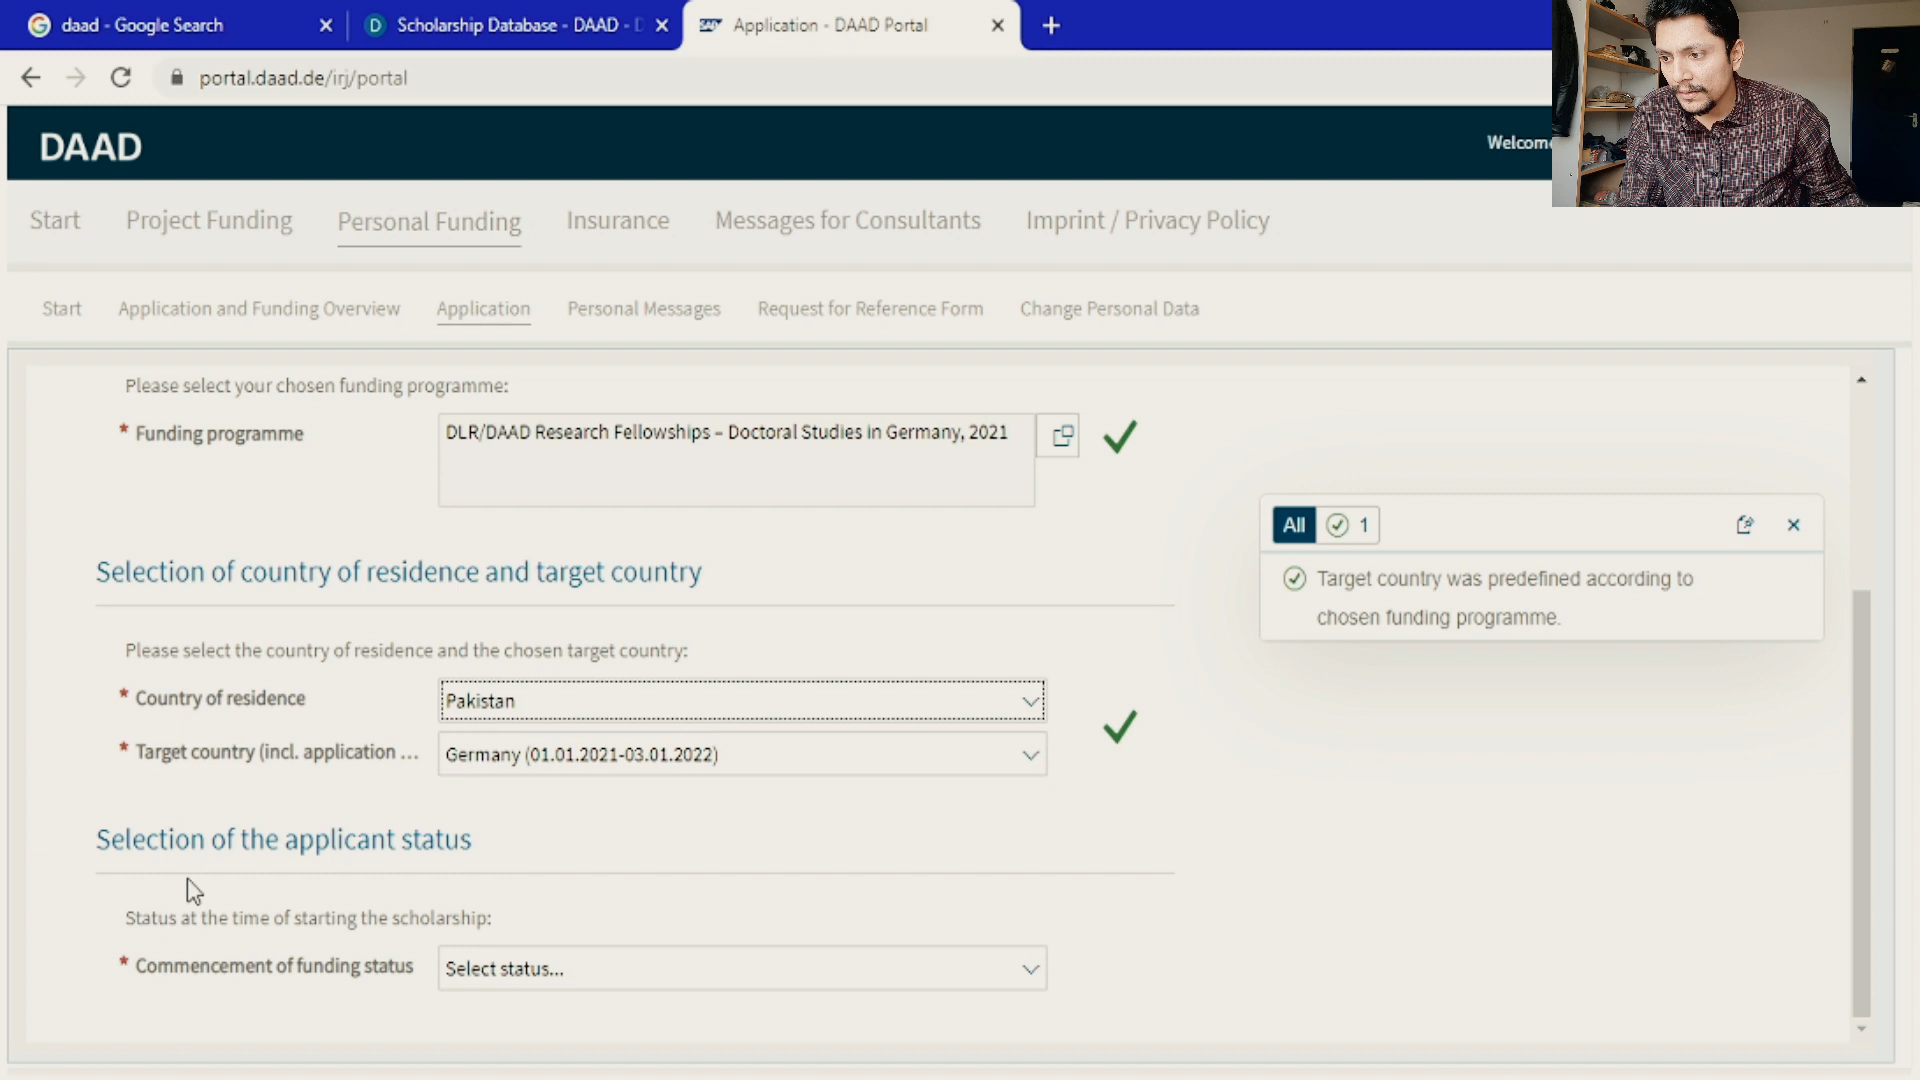 daad - Google Search
Scholarship Database - DAAD -
Application - DAAD Portal
portal.daad.de/irj/portal
DAAD
Welcom
Start Project Funding Personal Funding Insurance Messages for Consultants Imprint / Privacy Policy
Start Application and Funding Overview Application Personal Messages Request for Reference Form Change Personal Data
Please select your chosen funding programme:
* Funding programme
DLR/DAAD Research Fellowships – Doctoral Studies in Germany, 2021
All 1
Target country was predefined according to
chosen funding programme.
Selection of country of residence and target country
Please select the country of residence and the chosen target country:
* Country of residence
Pakistan
* Target country (incl. application ...
Germany (01.01.2021-03.01.2022)
Selection of the applicant status
Status at the time of starting the scholarship:
* Commencement of funding status
Select status...